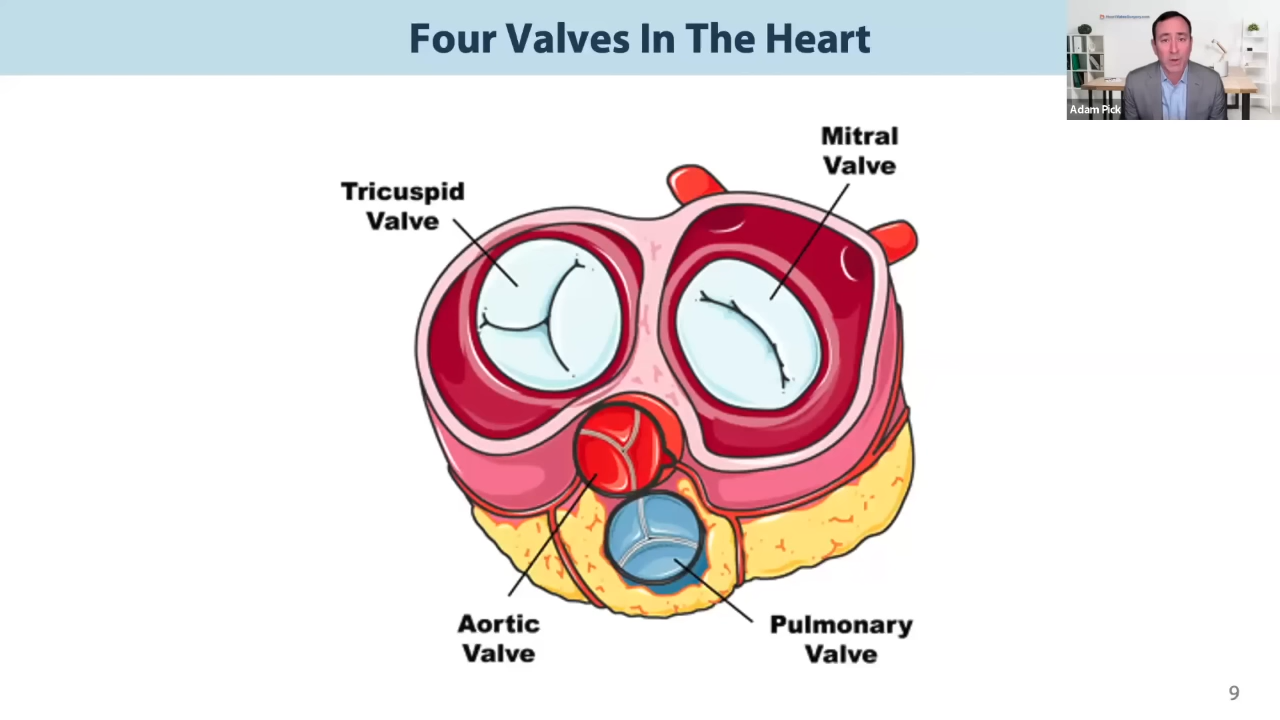 Four Valves In The Heart
Adam Pick
Mitral
Valve
Tricuspid
Valve
Aortic
Valve
Pulmonary
Valve
9